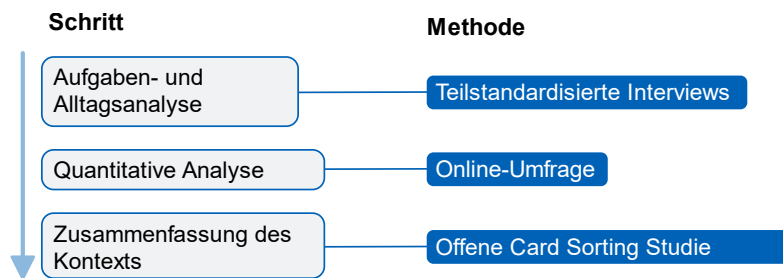 Schritt
Methode
Aufgaben- und
Alltagsanalyse
Teilstandardisierte Interviews
Quantitative Analyse
Online-Umfrage
Zusammenfassung des
Kontexts
Offene Card Sorting Studie